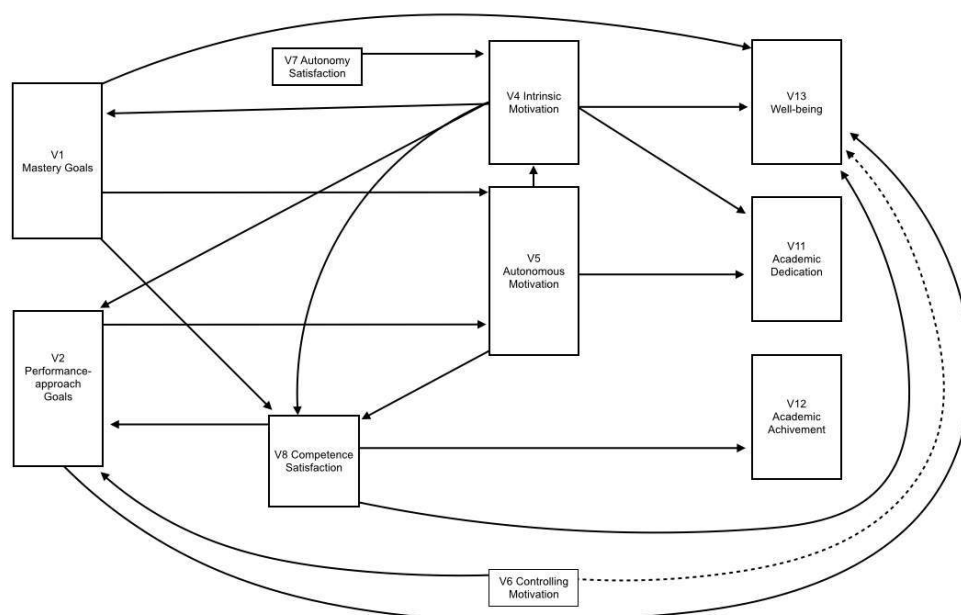 V7 Autonomy
Satisfaction
V4 Intrinsic
Motivation
V13
Well-being
V1
Mastery Goals
V5
Autonomous
Motivation
V11
Academic
Dedication
V2
Performance-
approach
Goals
V12
Academic
Achivement
V8 Competence
Satisfaction
V6 Controlling
Motivation